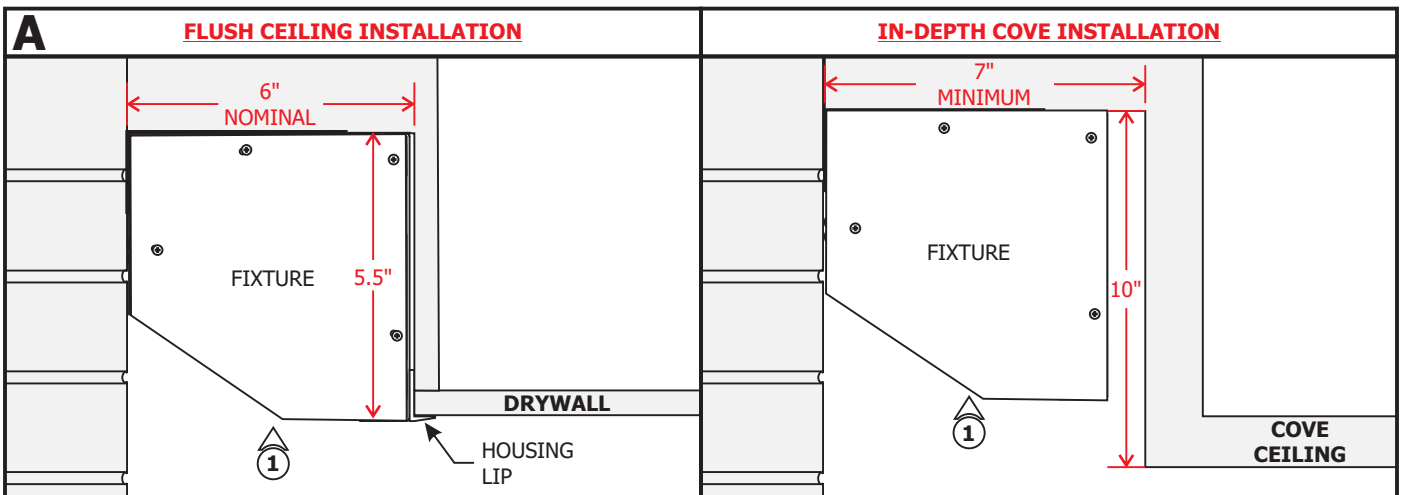 A
FLUSH CEILING INSTALLATION
IN-DEPTH COVE INSTALLATION
6"
NOMINAL
FIXTURE
5.5"
DRYWALL
HOUSING
LIP
1
7"
MINIMUM
FIXTURE
10"
1
COVE
CEILING